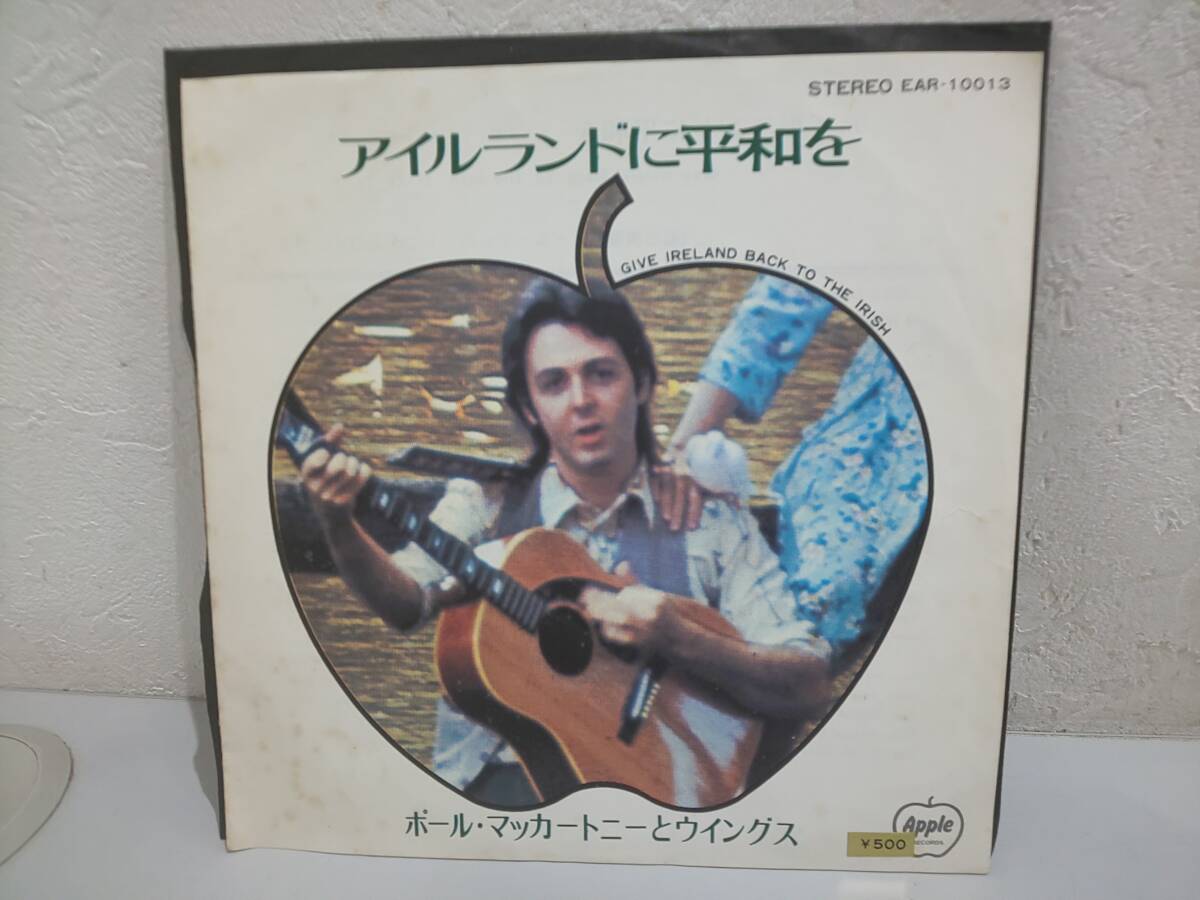 STEREO EAR-10013
アイルランドに平和を
GIVE IRELAND BACK TO THE IRISH
ポール・マッカートニーとウイングス
Apple
RECORDS
¥500